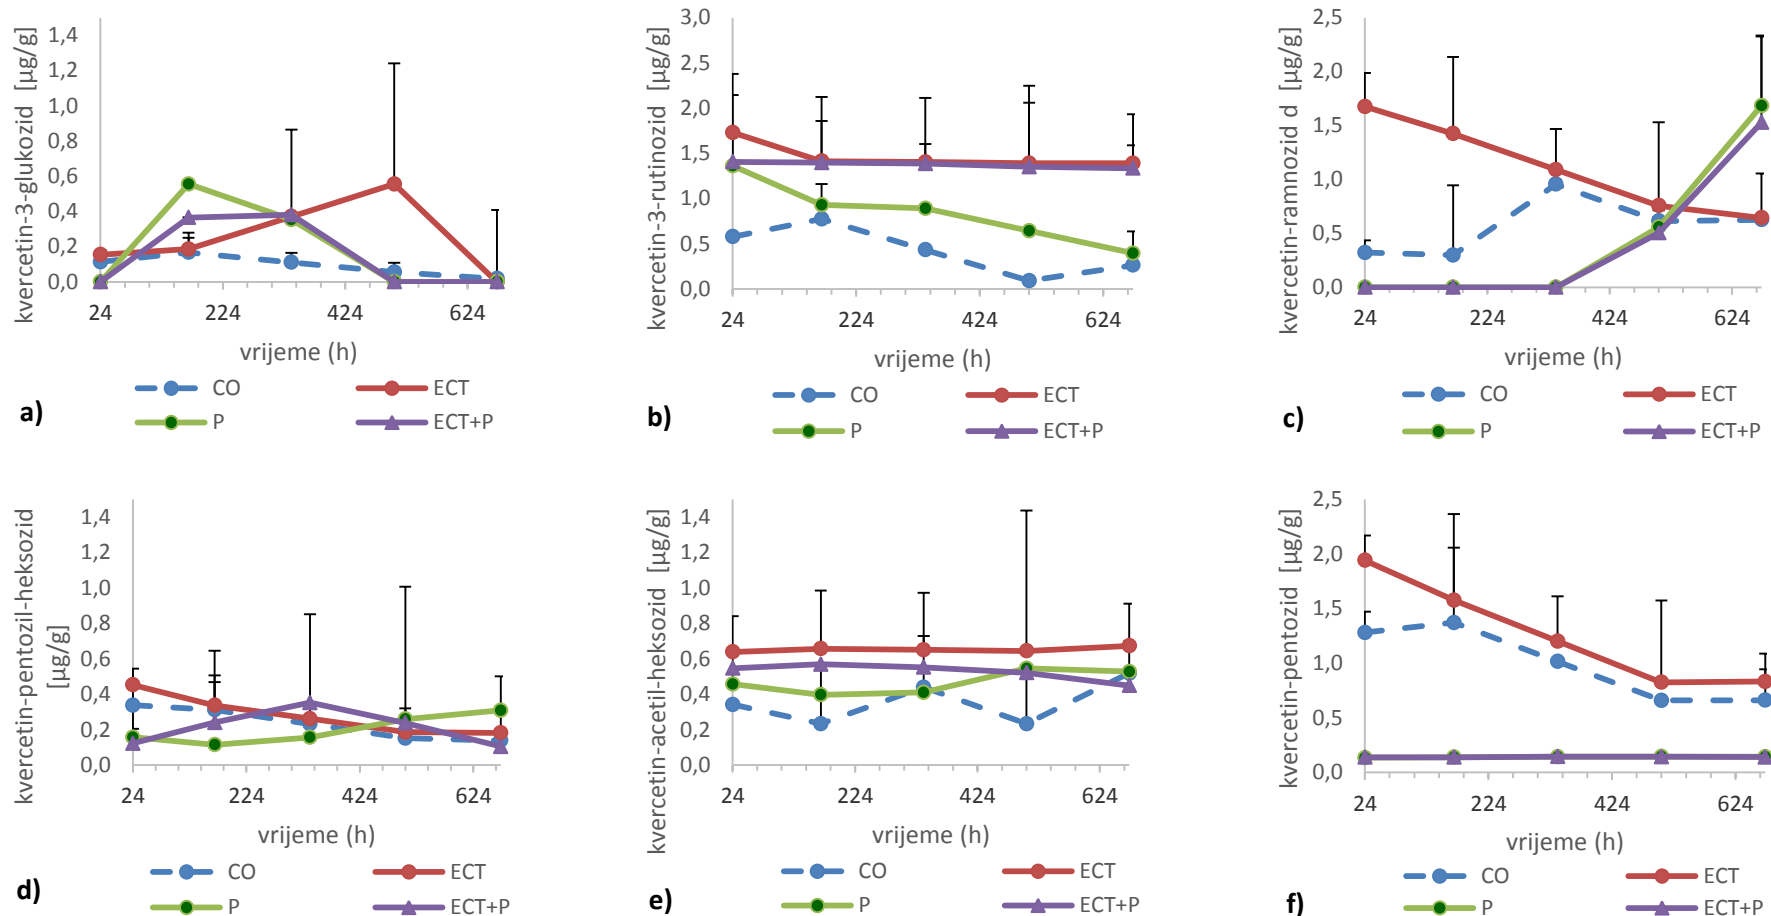 kvercetin-3-glukozid [µg/g]
1,4
1,2
1,0
0,8
0,6
0,4
0,2
0,0
24 224 424 624
vrijeme (h)
CO ECT
P ECT+P
a)
kvercetin-3-rutinozid [µg/g]
3,0
2,5
2,0
1,5
1,0
0,5
0,0
24 224 424 624
vrijeme (h)
CO ECT
P ECT+P
b)
kvercetin-ramnozid d [µg/g]
2,5
2,0
1,5
1,0
0,5
0,0
24 224 424 624
vrijeme (h)
CO ECT
P ECT+P
c)
kvercetin-pentozil-heksozid
[µg/g]
1,4
1,2
1,0
0,8
0,6
0,4
0,2
0,0
24 224 424 624
vrijeme (h)
CO ECT
P ECT+P
d)
kvercetin-acetil-heksozid [µg/g]
1,4
1,2
1,0
0,8
0,6
0,4
0,2
0,0
24 224 424 624
vrijeme (h)
CO ECT
P ECT+P
e)
kvercetin-pentozid [µg/g]
2,5
2,0
1,5
1,0
0,5
0,0
24 224 424 624
vrijeme (h)
CO ECT
P ECT+P
f)